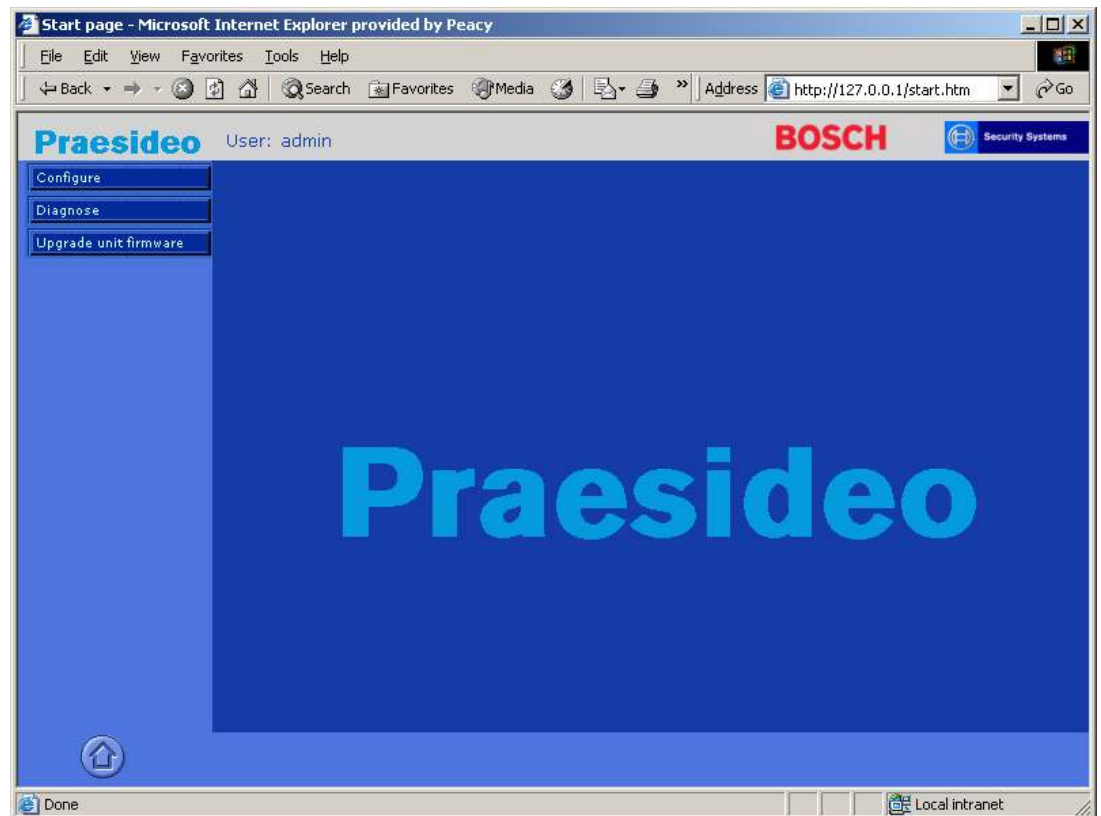 Start page - Microsoft Internet Explorer provided by Peacy
File Edit View Favorites Tools Help
Back Search Favorites Media » Address http://127.0.0.1/start.htm Go
Praesideo User: admin BOSCH Security Systems
Configure
Diagnose
Upgrade unit firmware
Praesideo
Done Local intranet